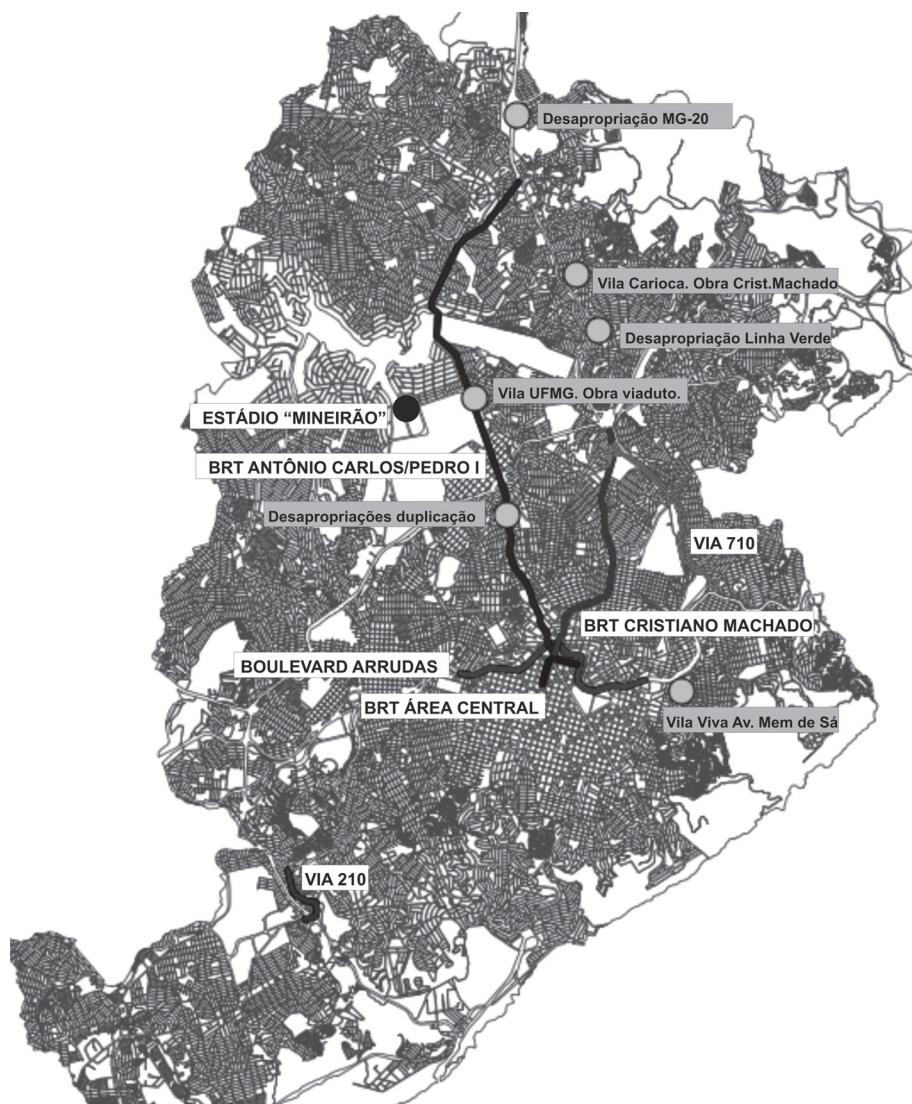 Desapropriação MG-20
Vila Carioca. Obra Crist.Machado
Desapropriação Linha Verde
Vila UFMG. Obra viaduto.
ESTÁDIO “MINEIRÃO”
BRT ANTÔNIO CARLOS/PEDRO I
Desapropriações duplicação
VIA 710
BRT CRISTIANO MACHADO
BOULEVARD ARRUDAS
BRT ÁREA CENTRAL
Vila Viva Av. Mem de Sá
VIA 210